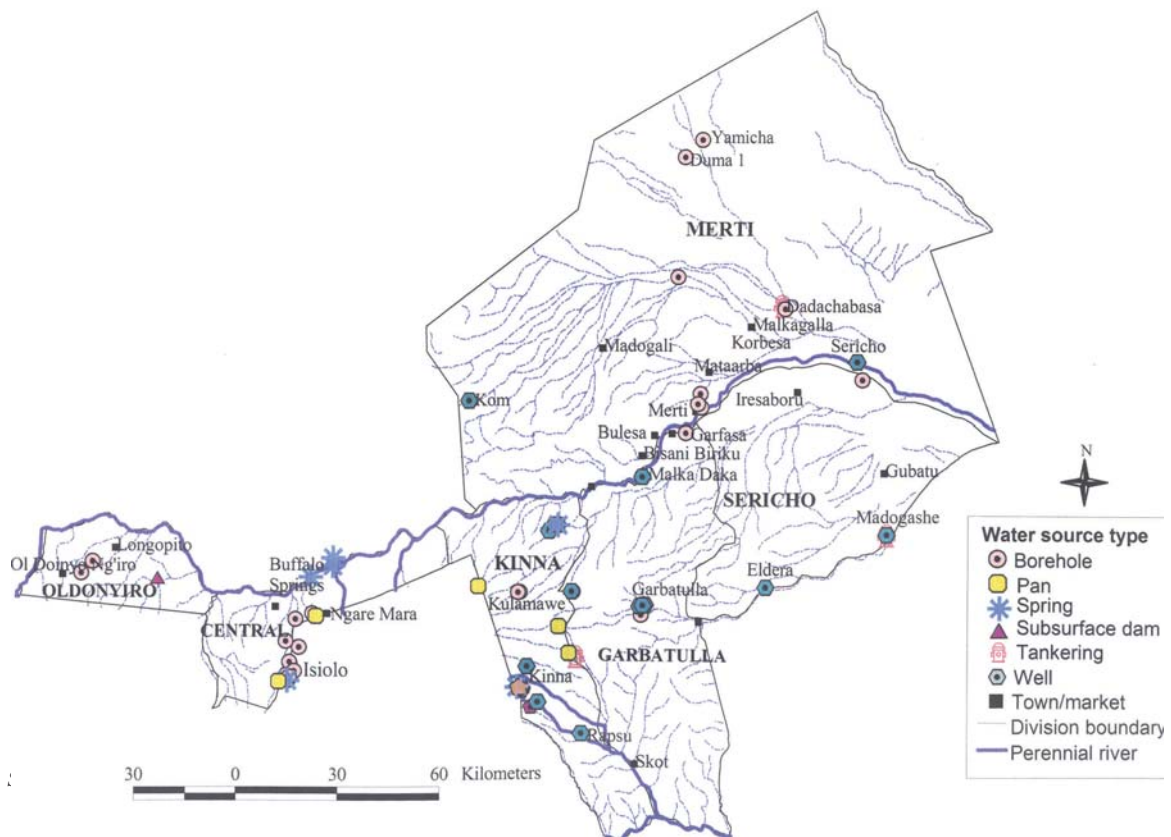 Yamicha
Duma 1
MERTI
Dadachabasa
Malkagalla
Korbesa
Sericho
Madogali
Mataarba
Kom
Merti
Iresaboru
Bulesa
Garfasa
Bisani Biriku
Malka Daka
Gubatu
SERICHO
N
Madogashe
Longopito
Ol Doinyo Ng'iro
OLDONYIRO
Buffalo
Springs
KINNA
Eldera
Kulamawe
Garbatulla
Ngare Mara
CENTRAL
GARBATULLA
Isiolo
Kinna
Rapsu
Skot
30 0 30 60 Kilometers
Water source type
Borehole
Pan
Spring
Subsurface dam
Tankering
Well
Town/market
Division boundary
Perennial river